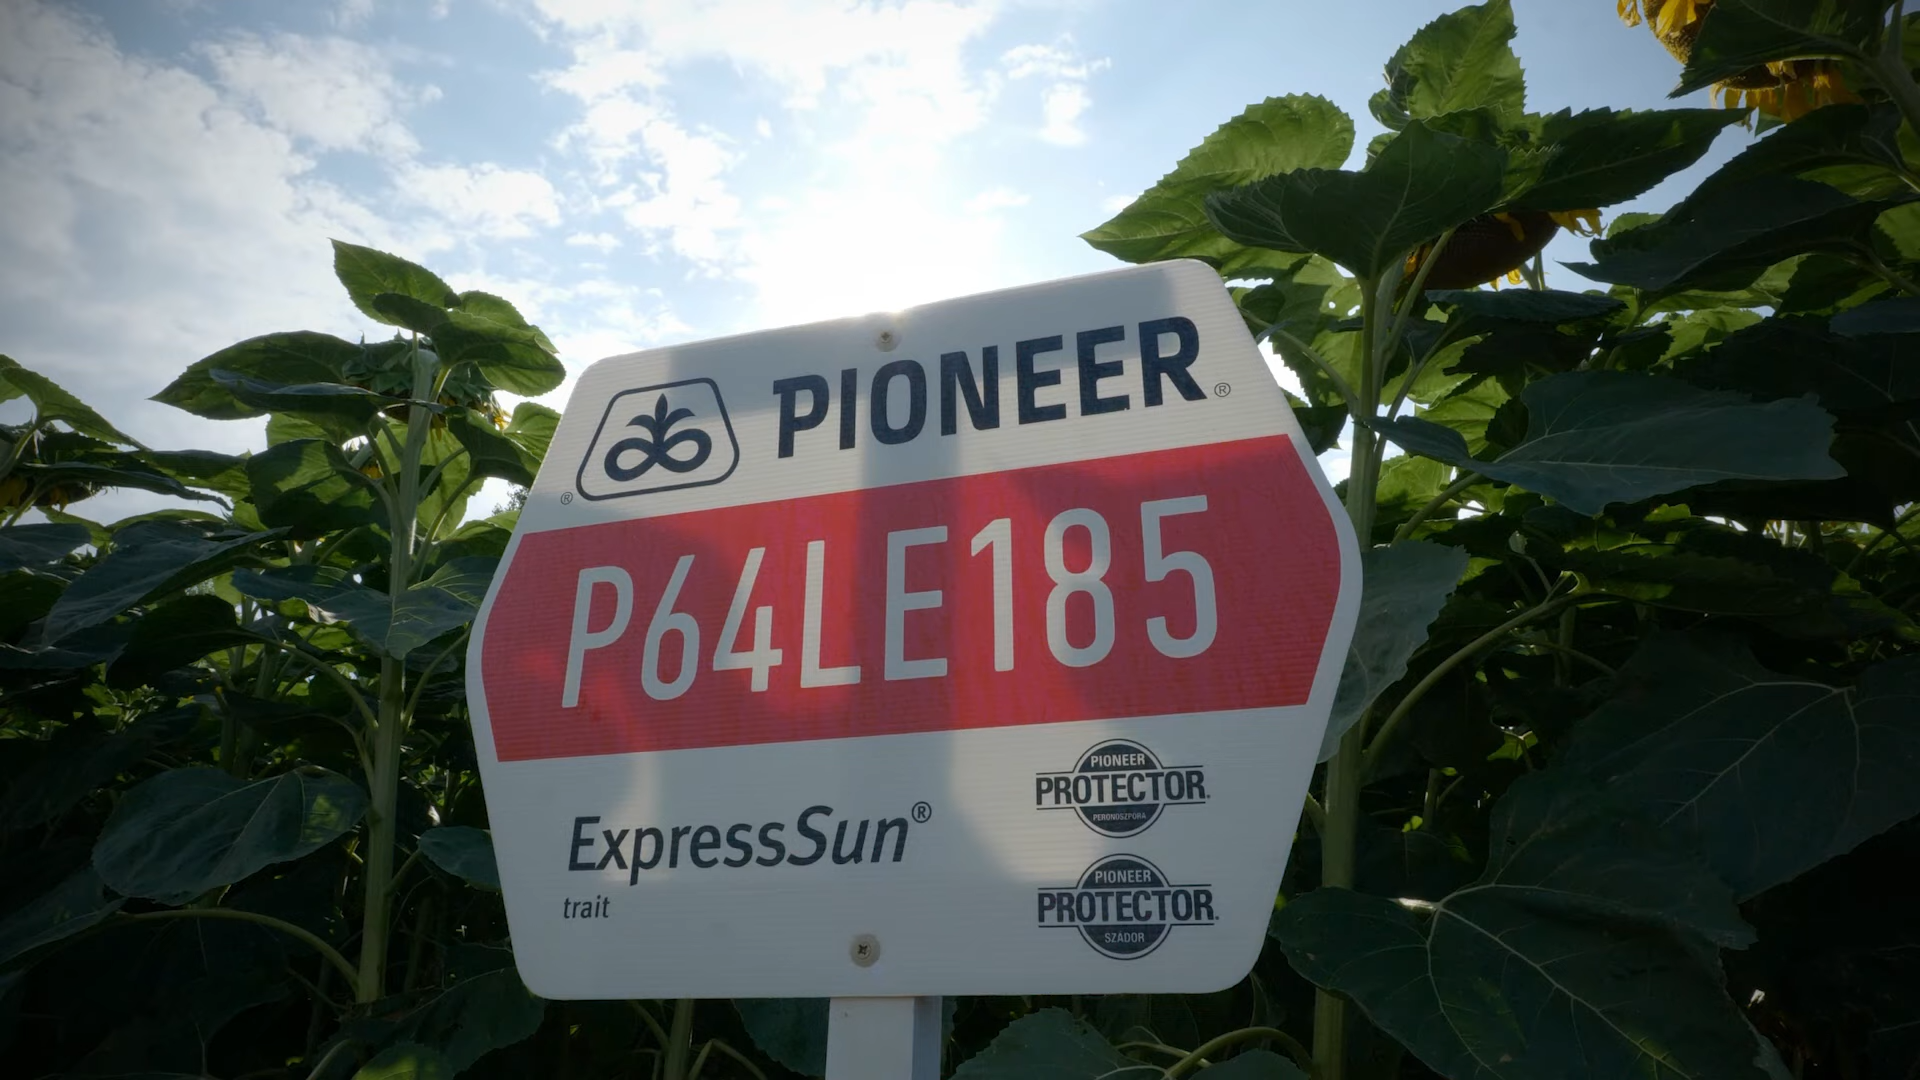 PIONEER®
®
P64LE185
ExpressSun®
trait
PIONEER
PROTECTOR.
PERONOSZPÓRA
PIONEER
PROTECTOR.
SZÁDOR